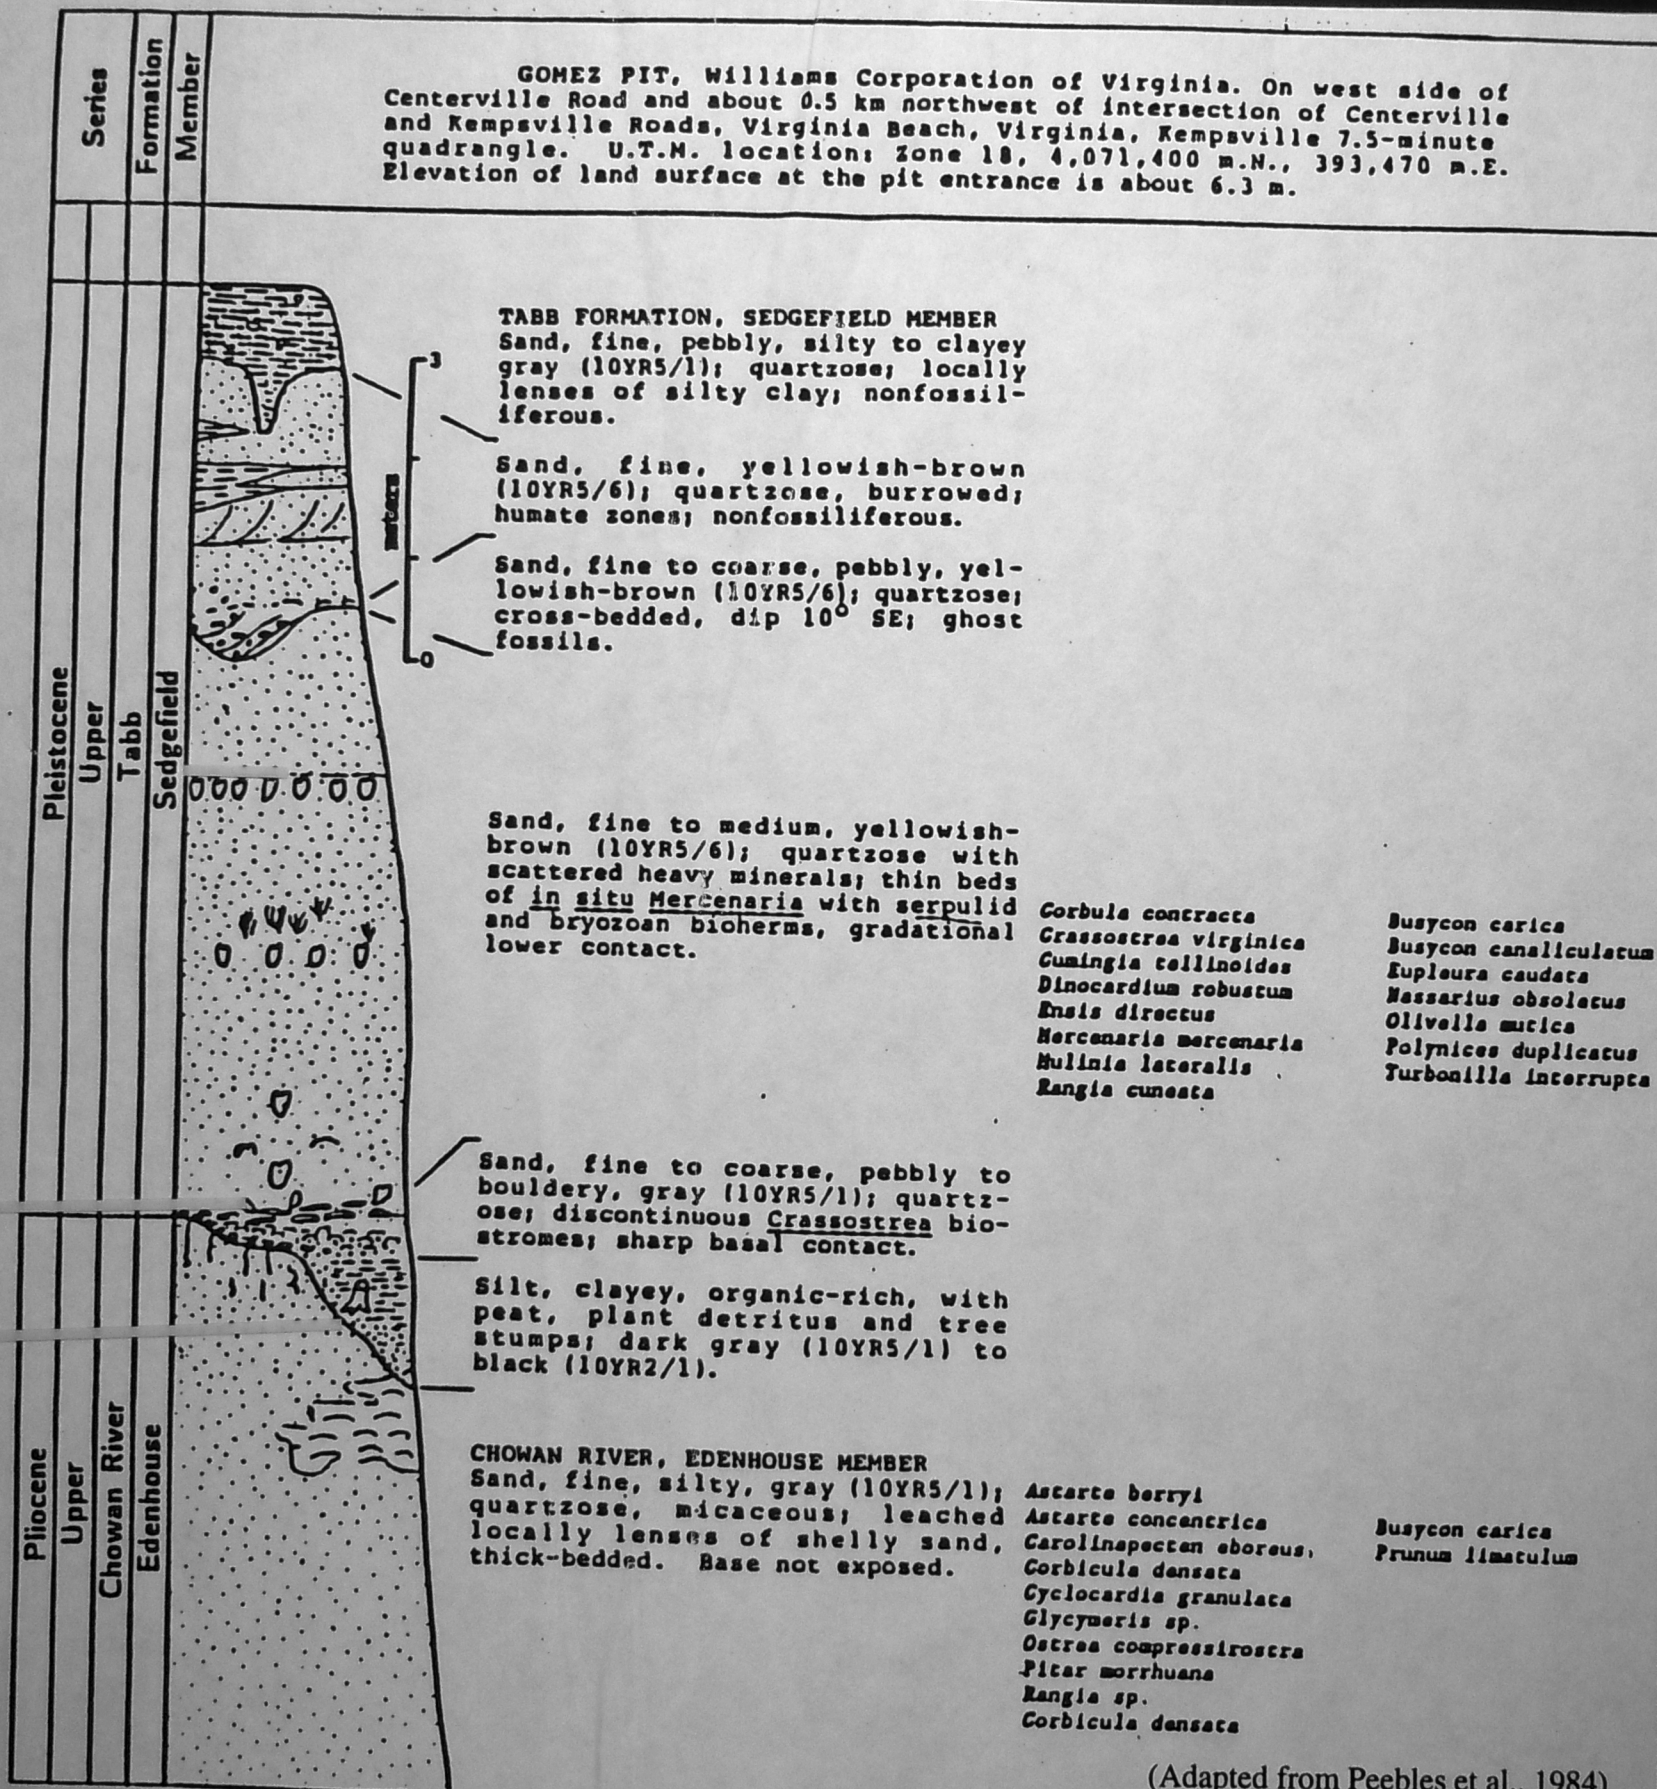 Series
Formation
Member
GOMEZ PIT, Williams Corporation of Virginia. On west side of
Centerville Road and about 0.5 km northwest of intersection of Centerville
and Kempsville Roads, Virginia Beach, Virginia, Kempsville 7.5-minute
quadrangle. U.T.M. location: Zone 18, 4,071,400 m.N., 393,470 m.E.
Elevation of land surface at the pit entrance is about 6.3 m.
Pleistocene
Upper
Tabb
Sedgefield
3
meters
0
TABB FORMATION, SEDGEFIELD MEMBER
Sand, fine, pebbly, silty to clayey
gray (10YR5/1); quartzose; locally
lenses of silty clay; nonfossil-
iferous.
Sand, fine, yellowish-brown
(10YR5/6); quartzose, burrowed;
humate zones; nonfossiliferous.
Sand, fine to coarse, pebbly, yel-
lowish-brown (10YR5/6); quartzose;
cross-bedded, dip 10° SE; ghost
fossils.
Sand, fine to medium, yellowish-
brown (10YR5/6); quartzose with
scattered heavy minerals; thin beds
of in situ Mercenaria with serpulid
and bryozoan bioherms, gradational
lower contact.
Corbula contracta
Crassostrea virginica
Cumingia tellinoides
Dinocardium robustum
Ensis directus
Mercenaria mercenaria
Mulinia lateralis
Rangia cuneata
Busycon carica
Busycon canaliculatum
Eupleura caudata
Nassarius obsoletus
Olivella mutica
Polynices duplicatus
Turbonilla interrupta
Sand, fine to coarse, pebbly to
bouldery, gray (10YR5/1); quartz-
ose; discontinuous Crassostrea bio-
stromes; sharp basal contact.
Silt, clayey, organic-rich, with
peat, plant detritus and tree
stumps; dark gray (10YR5/1) to
black (10YR2/1).
Pliocene
Upper
Chowan River
Edenhouse
CHOWAN RIVER, EDENHOUSE MEMBER
Sand, fine, silty, gray (10YR5/1);
quartzose, micaceous; leached
locally lenses of shelly sand,
thick-bedded. Base not exposed.
Astarte berryi
Astarte concentrica
Carolinapecten eboreus,
Corbicula densata
Cyclocardia granulata
Glycymeris sp.
Ostrea compressirostra
Pitar morrhuana
Rangia sp.
Corbicula densata
Busycon carica
Prunum limatulum
(Adapted from Peebles et al., 1984)